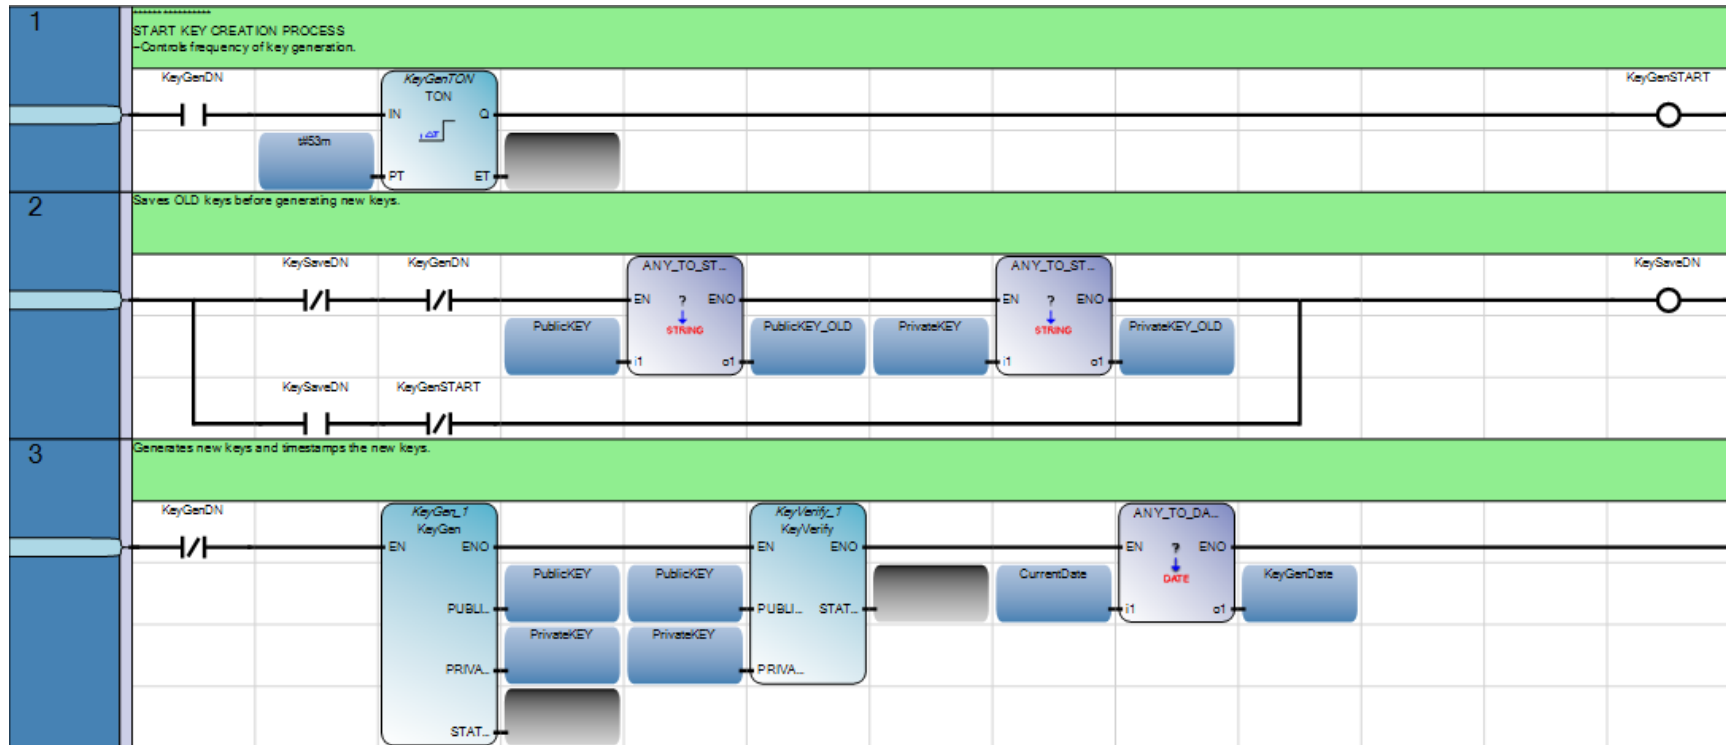 1
****** **********
START KEY CREATION PROCESS
–Controls frequency of key generation.
KeyGenDN
KeyGenTON
TON
KeyGenSTART
IN Q
t#53m
PT ET
2
Saves OLD keys before generating new keys.
KeySaveDN KeyGenDN ANY_TO_ST... ANY_TO_ST... KeySaveDN
EN ? ENO EN ? ENO
PublicKEY STRING PublicKEY_OLD PrivateKEY STRING PrivateKEY_OLD
i1 o1 i1 o1
KeySaveDN KeyGenSTART
3
Generates new keys and timestamps the new keys.
KeyGenDN KeyGen_1 KeyVerify_1 ANY_TO_DA...
KeyGen KeyVerify
EN ENO EN ENO EN ? ENO
PublicKEY PublicKEY CurrentDate DATE KeyGenDate
PUBLI... PUBLI... STAT... i1 o1
PrivateKEY PrivateKEY
PRIVA... PRIVA...
STAT...